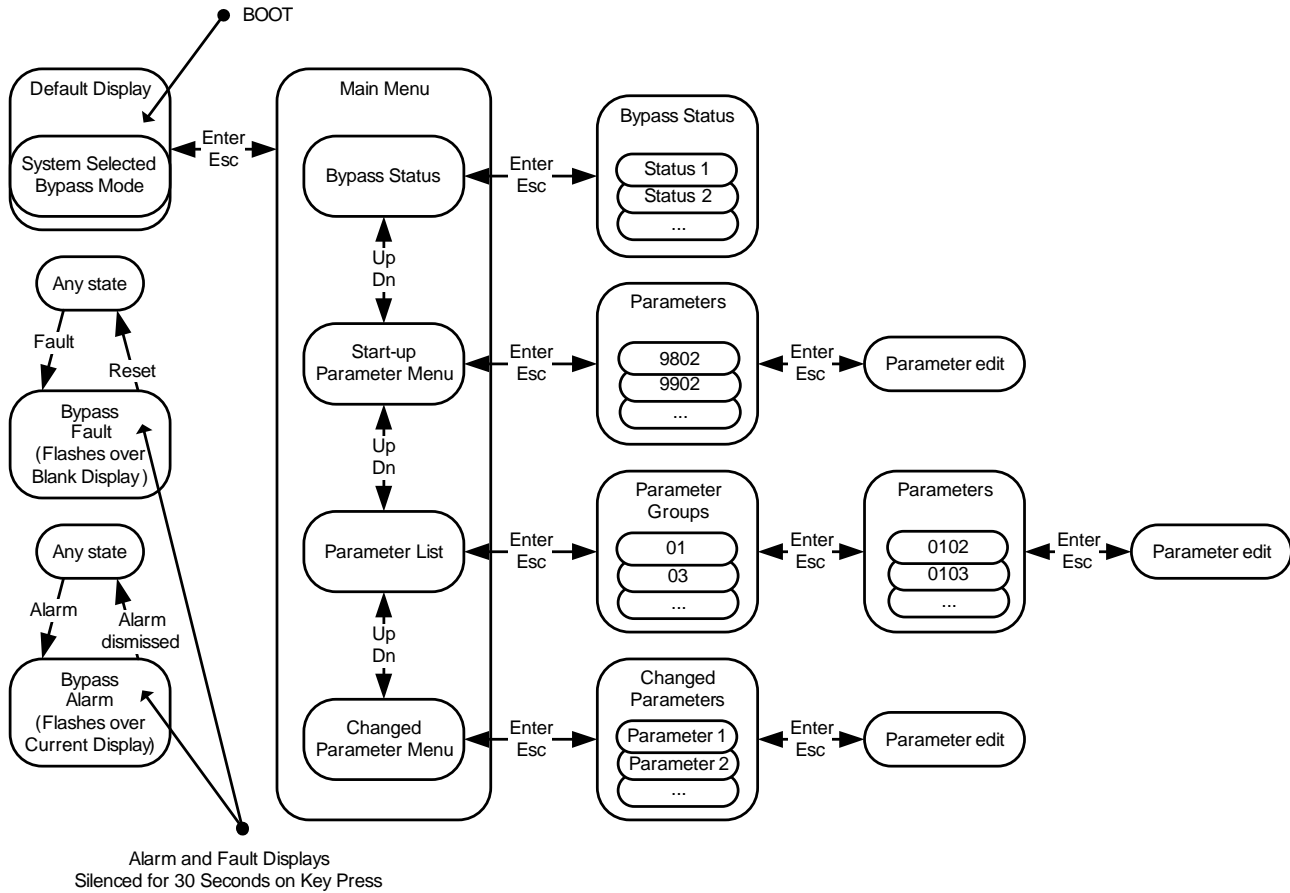 BOOT
Default Display
System Selected
Bypass Mode
Enter
Esc
Any state
Fault
Reset
Bypass
Fault
(Flashes over
Blank Display)
Any state
Alarm
Alarm
dismissed
Bypass
Alarm
(Flashes over
Current Display)
Alarm and Fault Displays
Silenced for 30 Seconds on Key Press
Main Menu
Bypass Status
Up
Dn
Start-up
Parameter Menu
Up
Dn
Parameter List
Up
Dn
Changed
Parameter Menu
Enter
Esc
Bypass Status
Status 1
Status 2
...
Enter
Esc
Parameters
9802
9902
...
Enter
Esc
Parameter edit
Enter
Esc
Parameter
Groups
01
03
...
Enter
Esc
Parameters
0102
0103
...
Enter
Esc
Parameter edit
Enter
Esc
Changed
Parameters
Parameter 1
Parameter 2
...
Enter
Esc
Parameter edit